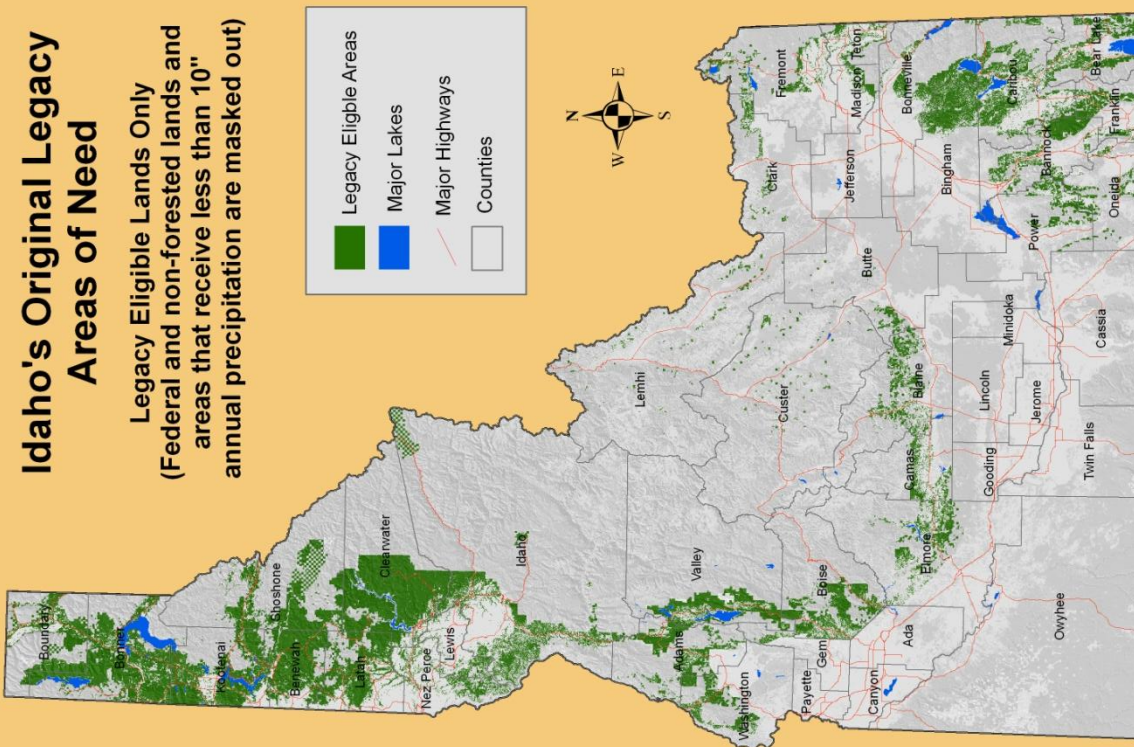 Idaho's Original Legacy
Areas of Need
Legacy Eligible Lands Only
(Federal and non-forested lands and
areas that receive less than 10"
annual precipitation are masked out)
Legacy Eligible Areas
Major Lakes
Major Highways
Counties
N
W
E
S
Boundary
Bonner
Kootenai
Shoshone
Benewah
Latah
Clearwater
Nez Perce
Lewis
Idaho
Lemhi
Adams
Valley
Washington
Custer
Payette
Gem
Boise
Canyon
Ada
Elmore
Camas
Blaine
Butte
Clark
Fremont
Jefferson
Madison
Teton
Bonneville
Bingham
Caribou
Bannock
Power
Bear Lake
Franklin
Oneida
Owyhee
Gooding
Lincoln
Jerome
Minidoka
Twin Falls
Cassia